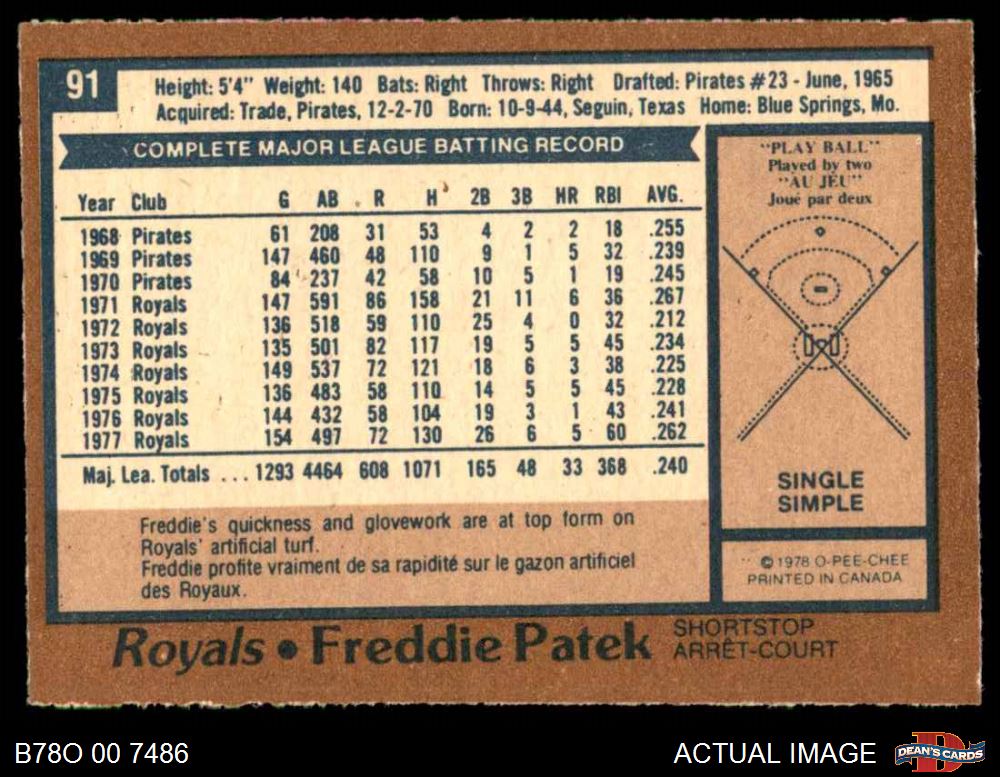 91
Height: 5'4" Weight: 140 Bats: Right Throws: Right Drafted: Pirates #23 - June, 1965
Acquired: Trade, Pirates, 12-2-70 Born: 10-9-44, Seguin, Texas Home: Blue Springs, Mo.
COMPLETE MAJOR LEAGUE BATTING RECORD
Year Club G AB R H 2B 3B HR RBI AVG.
1968 Pirates 61 208 31 53 4 2 2 18 .255
1969 Pirates 147 460 48 110 9 1 5 32 .239
1970 Pirates 84 237 42 58 10 5 1 19 .245
1971 Royals 147 591 86 158 21 11 6 36 .267
1972 Royals 136 518 59 110 25 4 0 32 .212
1973 Royals 135 501 82 117 19 5 5 45 .234
1974 Royals 149 537 72 121 18 6 3 38 .225
1975 Royals 136 483 58 110 14 5 5 45 .228
1976 Royals 144 432 58 104 19 3 1 43 .241
1977 Royals 154 497 72 130 26 6 5 60 .262
Maj. Lea. Totals ... 1293 4464 608 1071 165 48 33 368 .240
Freddie's quickness and glovework are at top form on
Royals' artificial turf.
Freddie profite vraiment de sa rapidité sur le gazon artificiel
des Royaux.
"PLAY BALL"
Played by two
"AU JEU"
Joué par deux
SINGLE
SIMPLE
© 1978 O-PEE-CHEE
PRINTED IN CANADA
Royals • Freddie Patek SHORTSTOP
ARRÊT-COURT
B78O 00 7486
ACTUAL IMAGE
DEAN'S CARDS